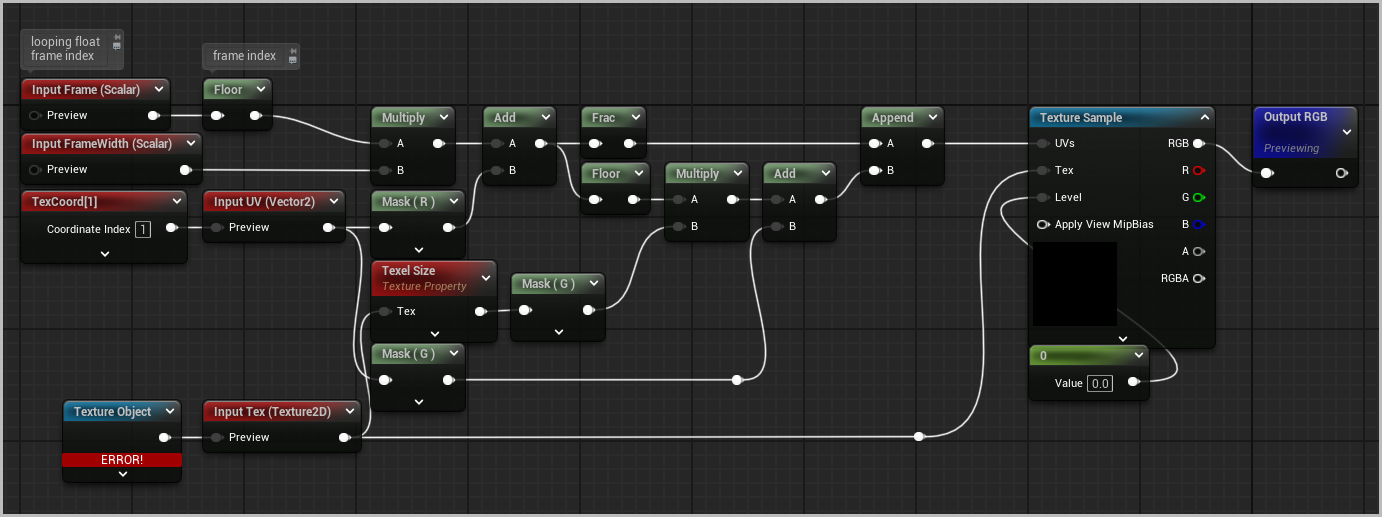 looping float
frame index
frame index
Input Frame (Scalar)
Preview
Floor
Input FrameWidth (Scalar)
Preview
Multiply
A
B
Add
A
B
Frac
Floor
Multiply
A
B
Add
A
B
Append
A
B
Texture Sample
UVs
RGB
Tex
R
Level
G
Apply View MipBias
B
A
RGBA
Output RGB
Previewing
TexCoord[1]
Coordinate Index 1
Input UV (Vector2)
Preview
Mask ( R )
Texel Size
Texture Property
Tex
Mask ( G )
Mask ( G )
0
Value 0.0
Texture Object
ERROR!
Input Tex (Texture2D)
Preview